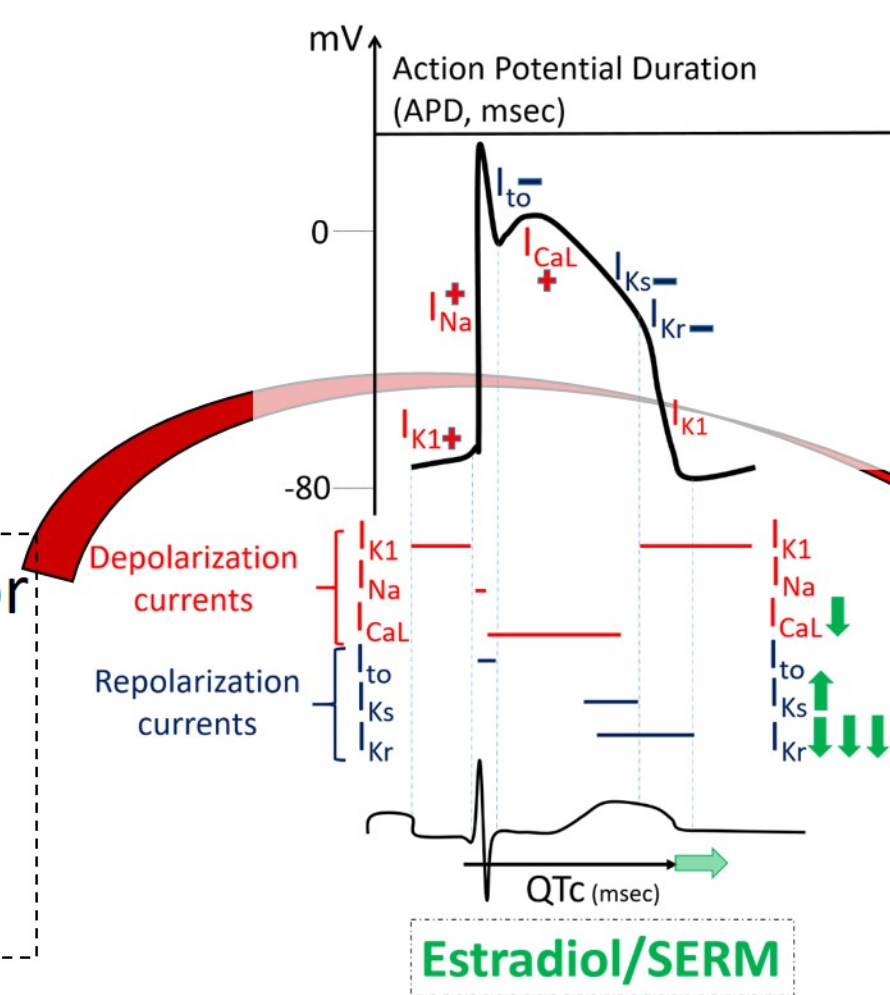 mV
Action Potential Duration
(APD, msec)
Ito
0
ICaL
+
IKs
INa
+
IKr
IK1
+
IK1
-80
Depolarization
currents
IK1
INa
ICaL
Repolarization
currents
Ito
IKs
IKr
IK1
INa
ICaL
Ito
IKs
IKr
r
QTc (msec)
Estradiol/SERM